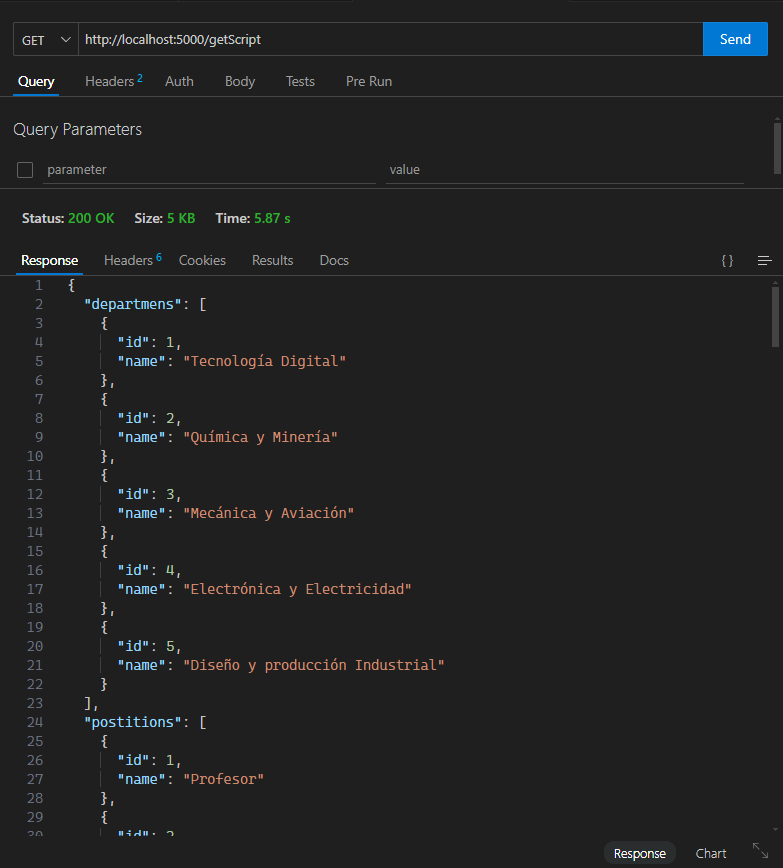 GET http://localhost:5000/getScript Send
Query Headers 2 Auth Body Tests Pre Run
Query Parameters
parameter value
Status: 200 OK Size: 5 KB Time: 5.87 s
Response Headers 6 Cookies Results Docs {}
1 {
2 "departmens": [
3 {
4 "id": 1,
5 "name": "Tecnología Digital"
6 },
7 {
8 "id": 2,
9 "name": "Química y Minería"
10 },
11 {
12 "id": 3,
13 "name": "Mecánica y Aviación"
14 },
15 {
16 "id": 4,
17 "name": "Electrónica y Electricidad"
18 },
19 {
20 "id": 5,
21 "name": "Diseño y producción Industrial"
22 }
23 ],
24 "postitions": [
25 {
26 "id": 1,
27 "name": "Profesor"
28 },
29 {
30 "id": 2
Response Chart